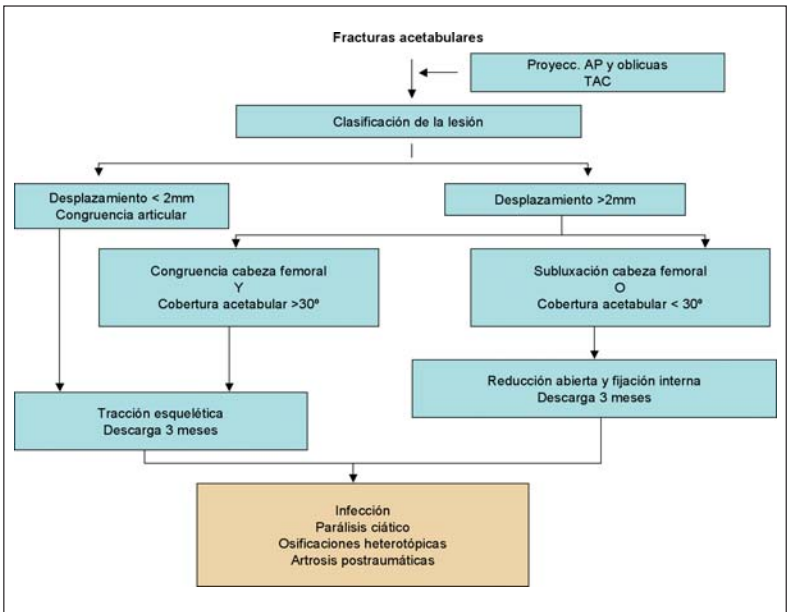 Fracturas acetabulares
Proyecc. AP y oblicuas
TAC
Clasificación de la lesión
Desplazamiento < 2mm
Congruencia articular
Desplazamiento >2mm
Congruencia cabeza femoral
Y
Cobertura acetabular >30º
Subluxación cabeza femoral
O
Cobertura acetabular < 30º
Reducción abierta y fijación interna
Descarga 3 meses
Tracción esquelética
Descarga 3 meses
Infección
Parálisis ciático
Osificaciones heterotópicas
Artrosis postraumáticas